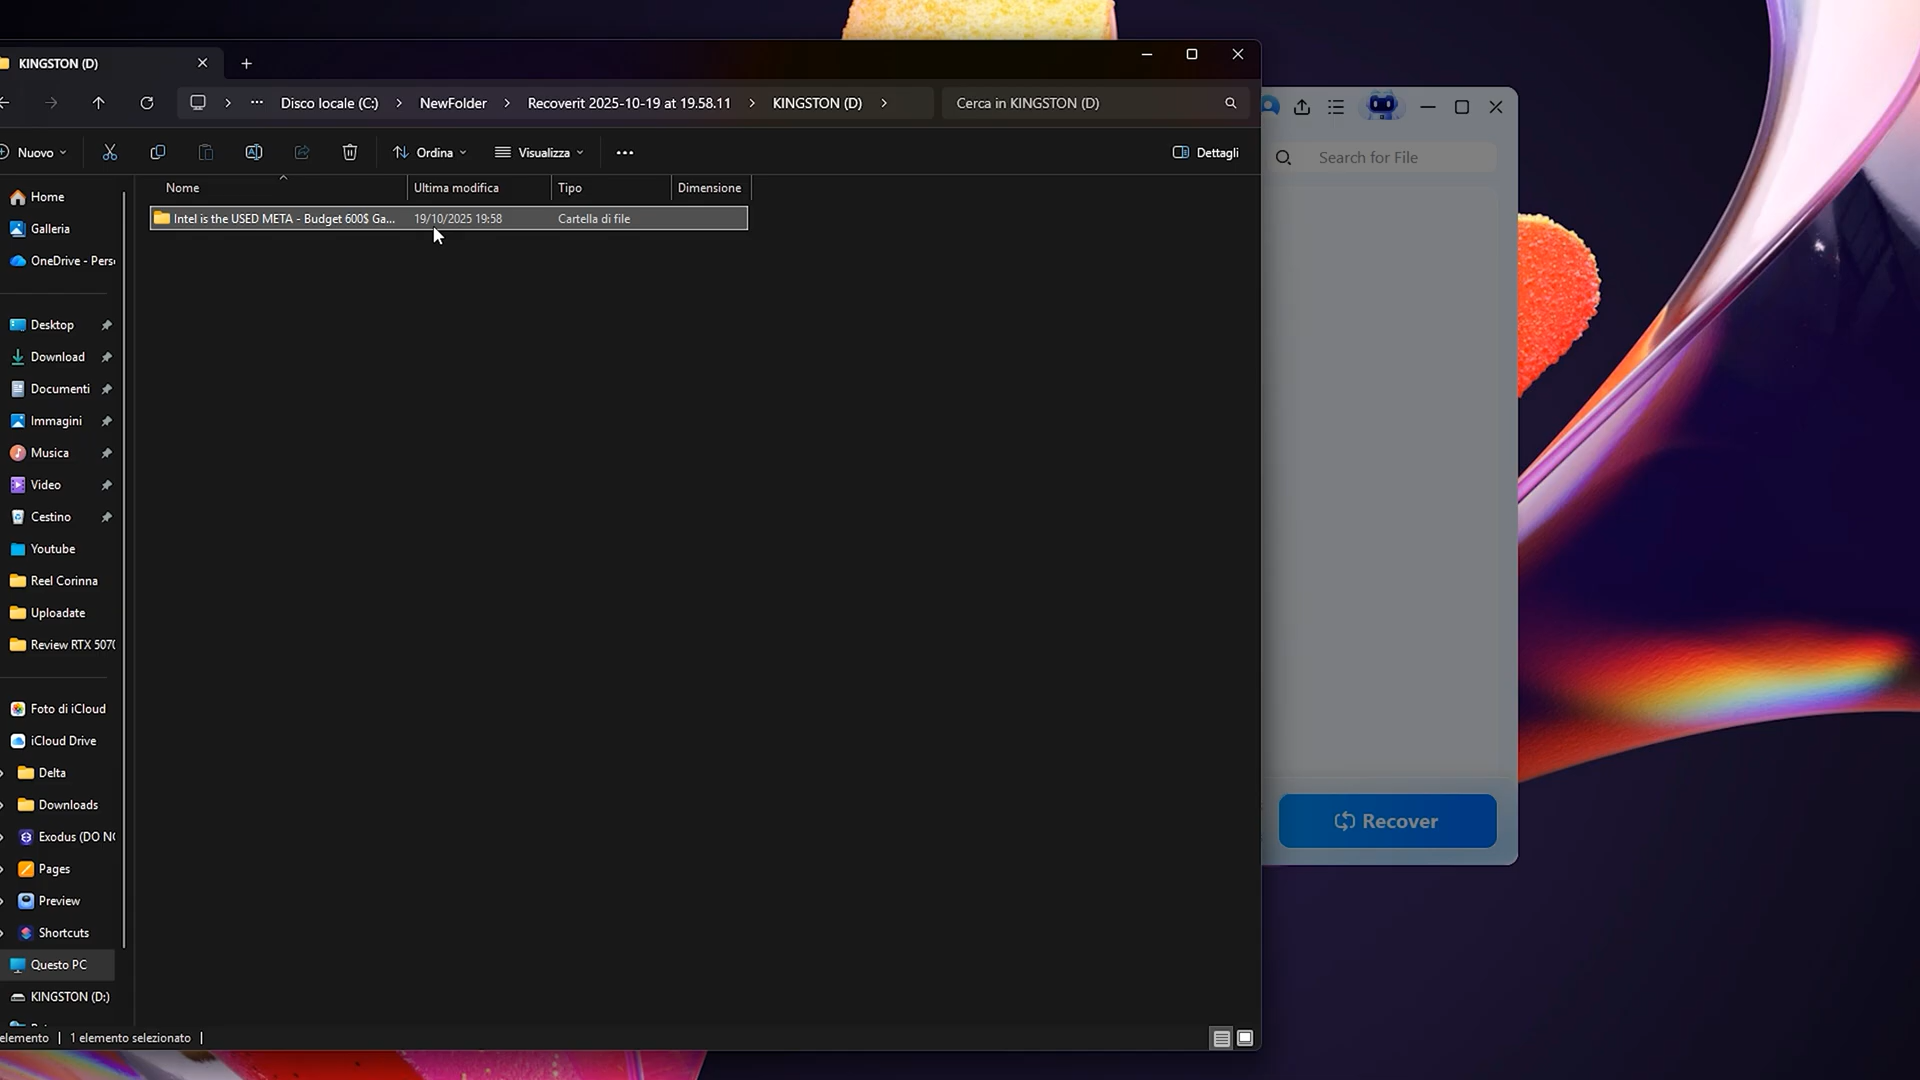 KINGSTON (D)
Disco locale (C:) > NewFolder > Recoverit 2025-10-19 at 19.58.11 > KINGSTON (D) >
Cerca in KINGSTON (D)
Nuovo
Ordina
Visualizza
Dettagli
Search for File
Nome
Ultima modifica
Tipo
Dimensione
Intel is the USED META - Budget 600$ Ga...
19/10/2025 19:58
Cartella di file
Home
Galleria
OneDrive - Pers
Desktop
Download
Documenti
Immagini
Musica
Video
Cestino
Youtube
Reel Corinna
Uploadate
Review RTX 507
Foto di iCloud
iCloud Drive
Delta
Downloads
Exodus (DO N
Pages
Preview
Shortcuts
Questo PC
KINGSTON (D:)
elemento
1 elemento selezionato
Recover